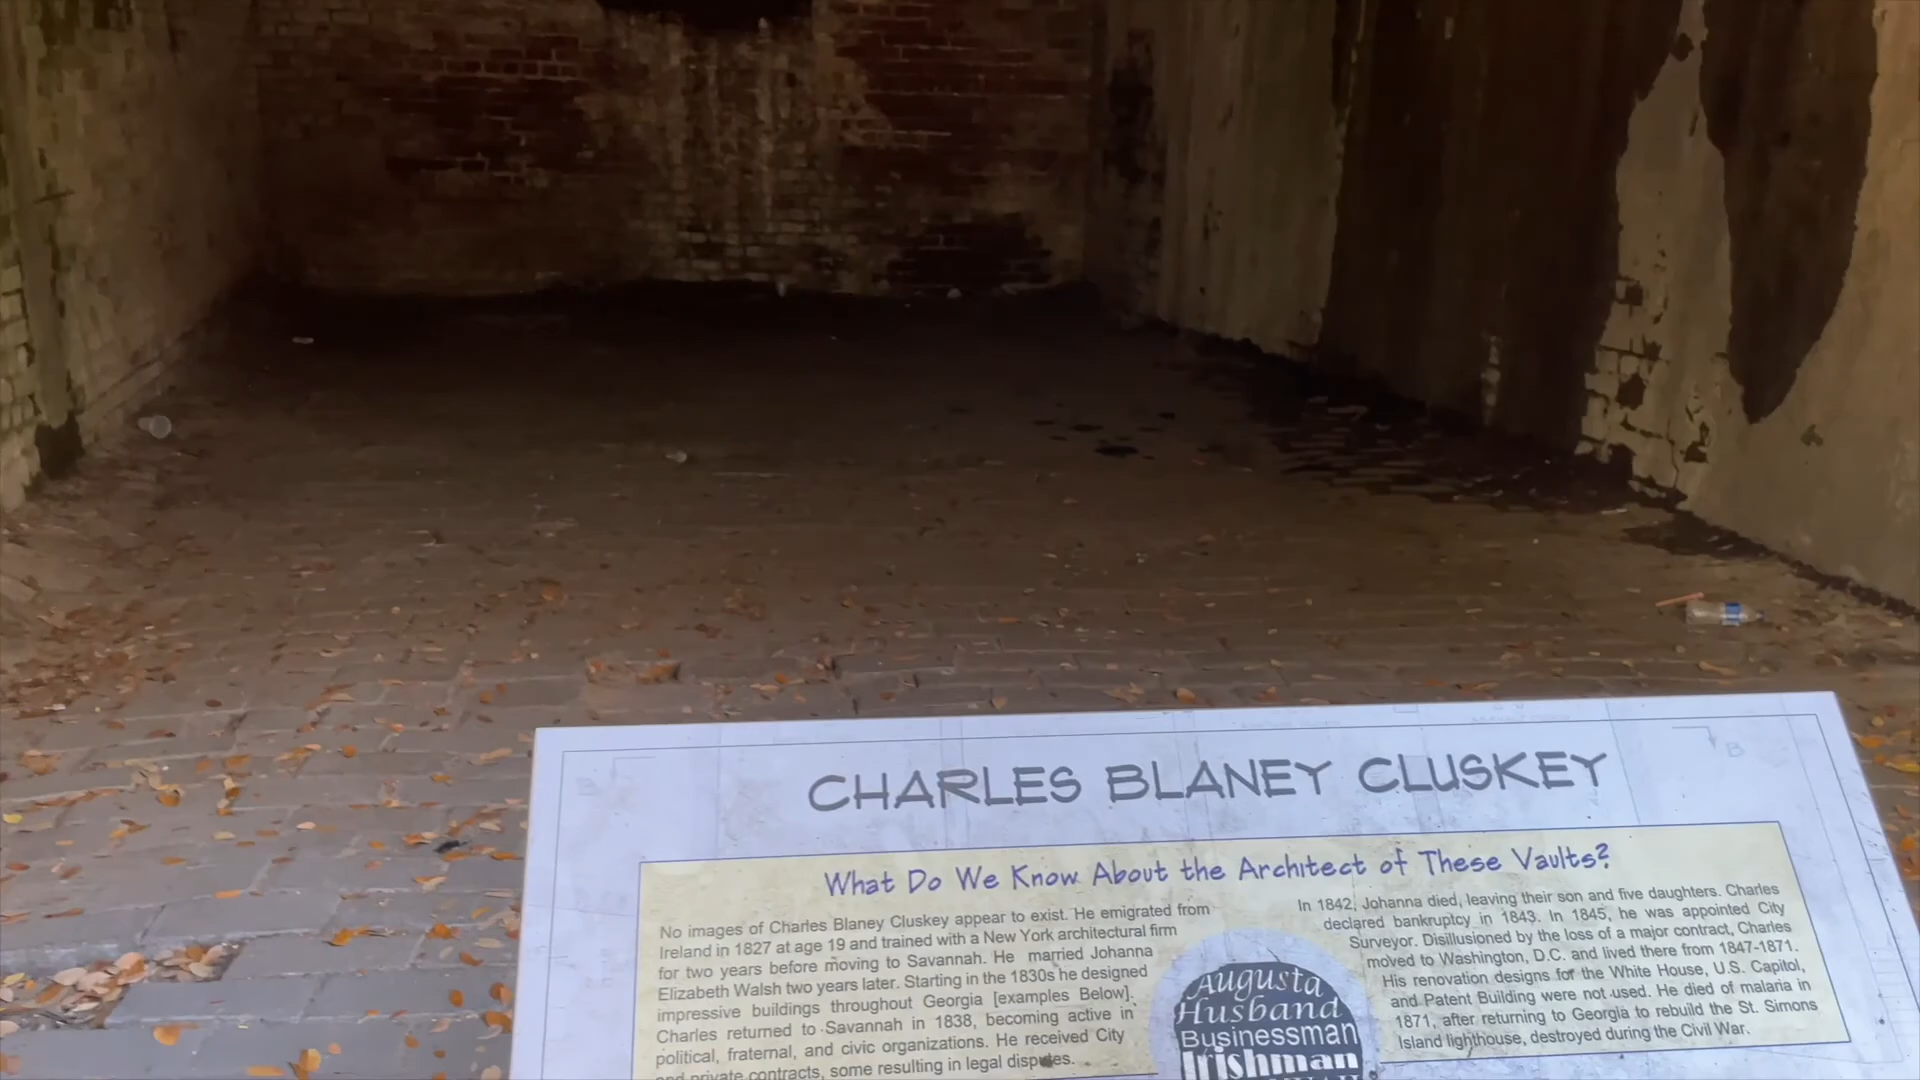 CHARLES BLANEY CLUSKEY
What Do We Know About the Architect of These Vaults?
No images of Charles Blaney Cluskey appear to exist. He emigrated from
Ireland in 1827 at age 19 and trained with a New York architectural firm
for two years before moving to Savannah. He married Johanna
Elizabeth Walsh two years later. Starting in the 1830s he designed
impressive buildings throughout Georgia [examples Below].
Charles returned to Savannah in 1838, becoming active in
political, fraternal, and civic organizations. He received City
and private contracts, some resulting in legal disputes.
Augusta
Husband
Businessman
Irishman
In 1842, Johanna died, leaving their son and five daughters. Charles
declared bankruptcy in 1843. In 1845, he was appointed City
Surveyor. Disillusioned by the loss of a major contract, Charles
moved to Washington, D.C. and lived there from 1847-1871.
His renovation designs for the White House, U.S. Capitol,
and Patent Building were not used. He died of malaria in
1871, after returning to Georgia to rebuild the St. Simons
Island lighthouse, destroyed during the Civil War.